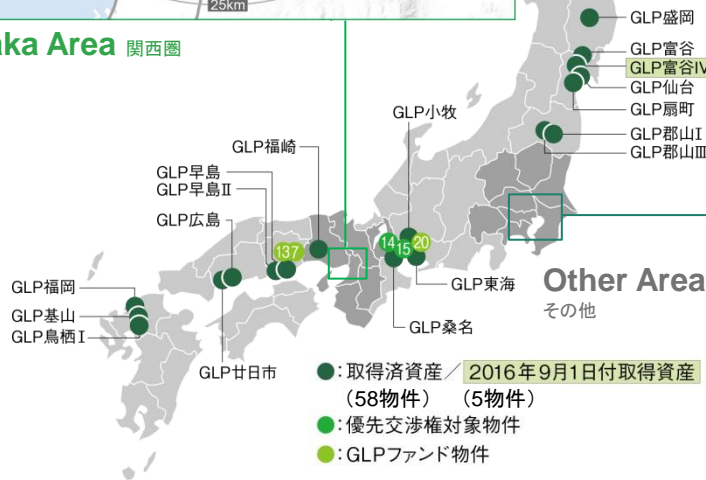 25km
ka Area 関西圏
GLP盛岡
GLP富谷
GLP富谷IV
GLP仙台
GLP扇町
GLP郡山I
GLP郡山III
GLP小牧
GLP福崎
GLP早島
GLP早島II
GLP広島
137
14
15
20
GLP東海
GLP桑名
Other Area
その他
GLP福岡
GLP基山
GLP鳥栖I
GLP廿日市
●:取得済資産/2016年9月1日付取得資産
(58物件) (5物件)
●:優先交渉権対象物件
●:GLPファンド物件